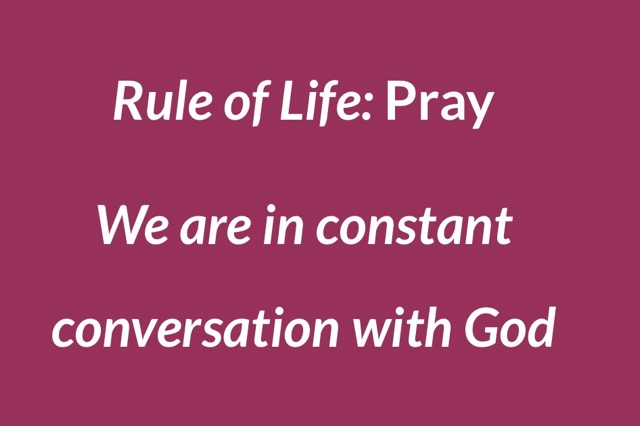 Rule of Life: Pray
We are in constant
conversation with God